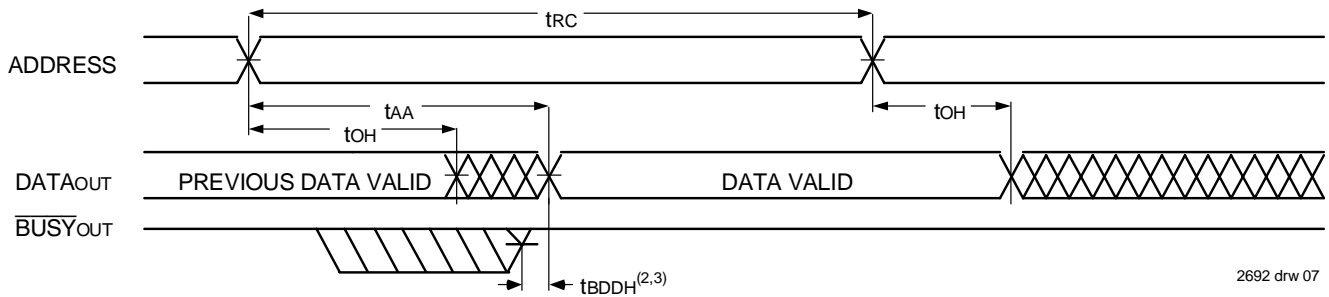 tRC
ADDRESS
tAA
tOH
tOH
DATAOUT
PREVIOUS DATA VALID
DATA VALID
BUSYOUT
tBDDH(2,3)
2692 drw 07